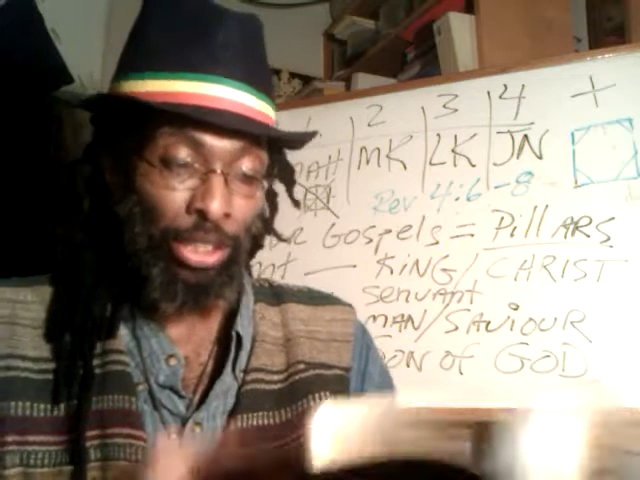 2 3 4 +
MK LK JN
Rev 4:6-8
Gospels = Pillars
KiNG/CHRIST
servant
MAN/SAViOUR
SON of GOD